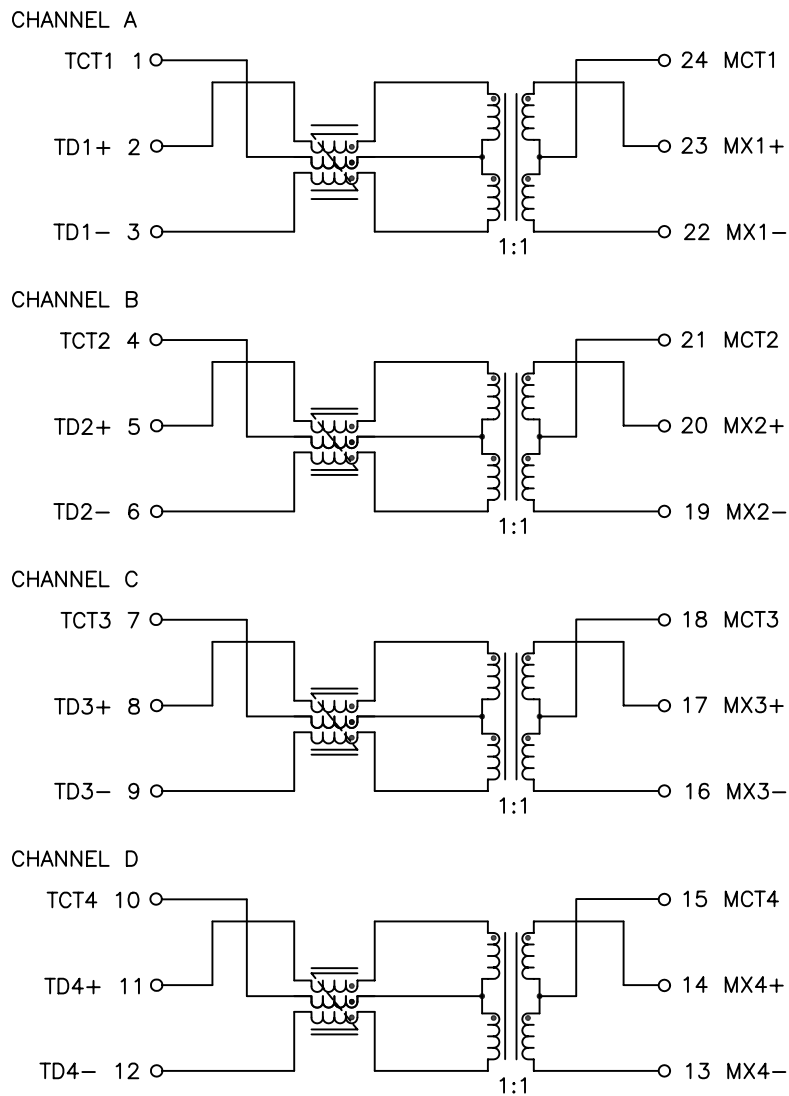 CHANNEL A
TCT1 1 24 MCT1
TD1+ 2 23 MX1+
TD1− 3 22 MX1−
1:1
CHANNEL B
TCT2 4 21 MCT2
TD2+ 5 20 MX2+
TD2− 6 19 MX2−
1:1
CHANNEL C
TCT3 7 18 MCT3
TD3+ 8 17 MX3+
TD3− 9 16 MX3−
1:1
CHANNEL D
TCT4 10 15 MCT4
TD4+ 11 14 MX4+
TD4− 12 13 MX4−
1:1